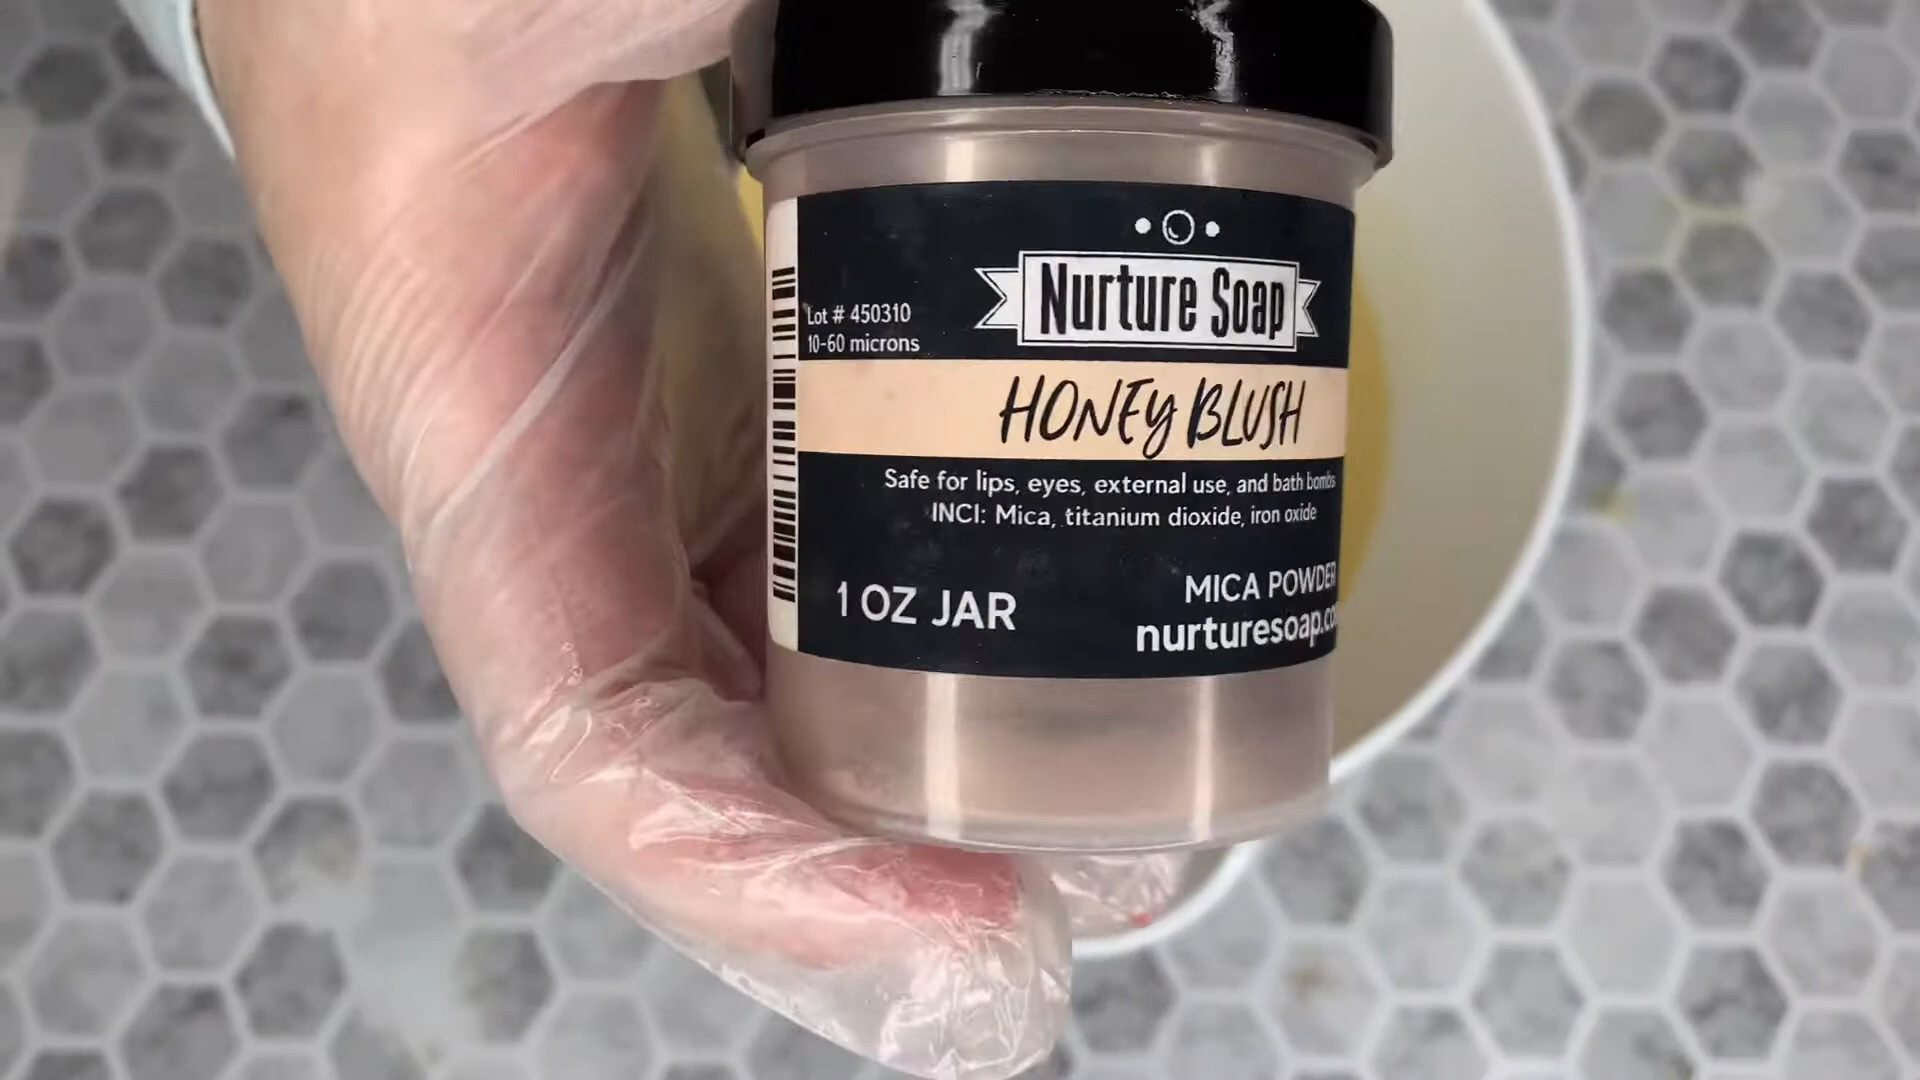 Nurture Soap
Lot # 450310
10-60 microns
HONEY BLUSH
Safe for lips, eyes, external use, and bath bombs
INCI: Mica, titanium dioxide, iron oxide
1 OZ JAR
MICA POWDER
nurturesoap.co